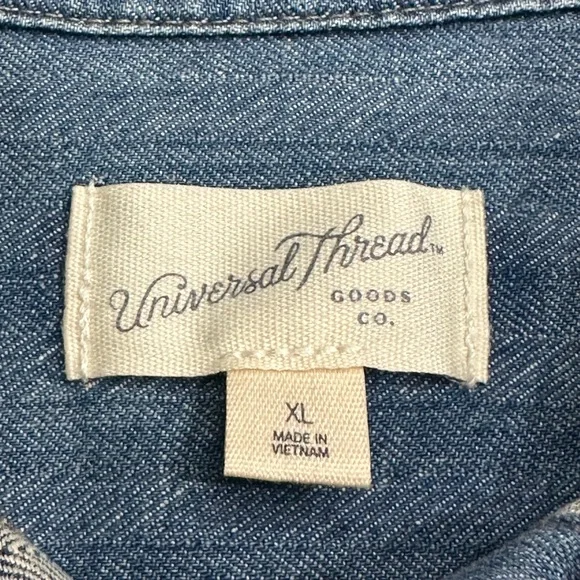 Universal Thread™
GOODS
CO.
XL
MADE IN
VIETNAM